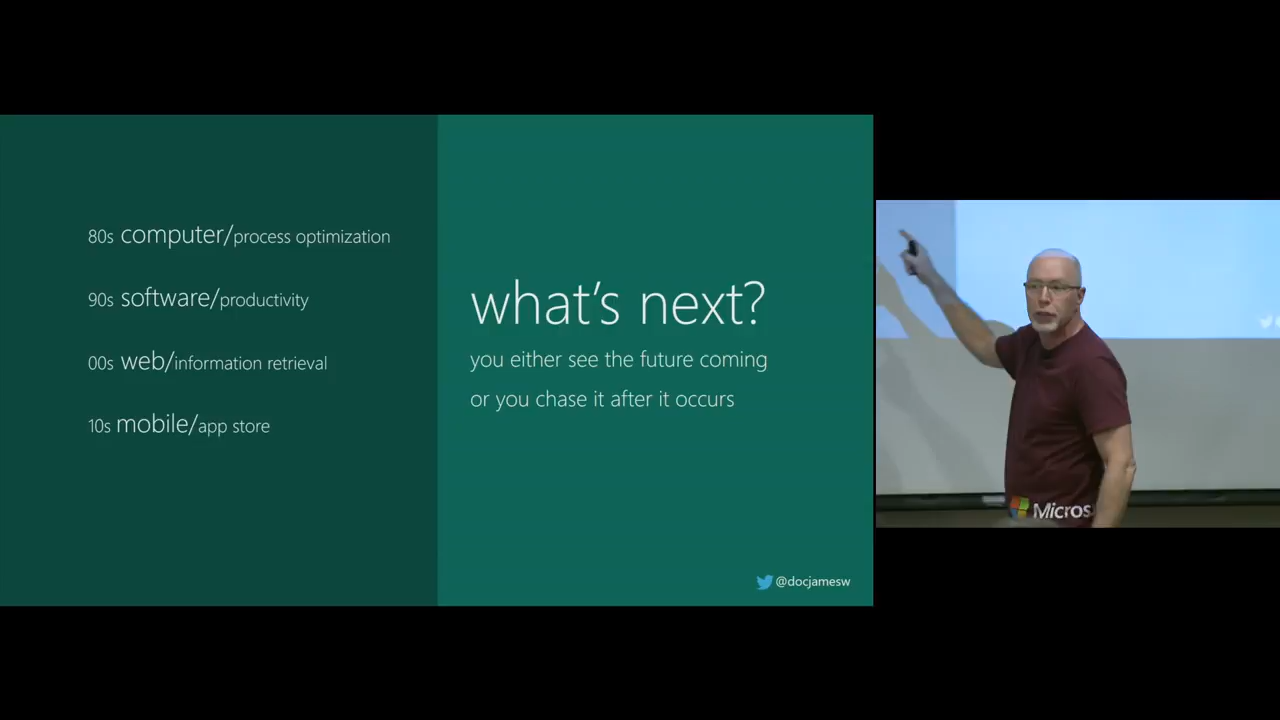 80s computer/process optimization
90s software/productivity
00s web/information retrieval
10s mobile/app store
what's next?
you either see the future coming
or you chase it after it occurs
@docjamesw
Micros